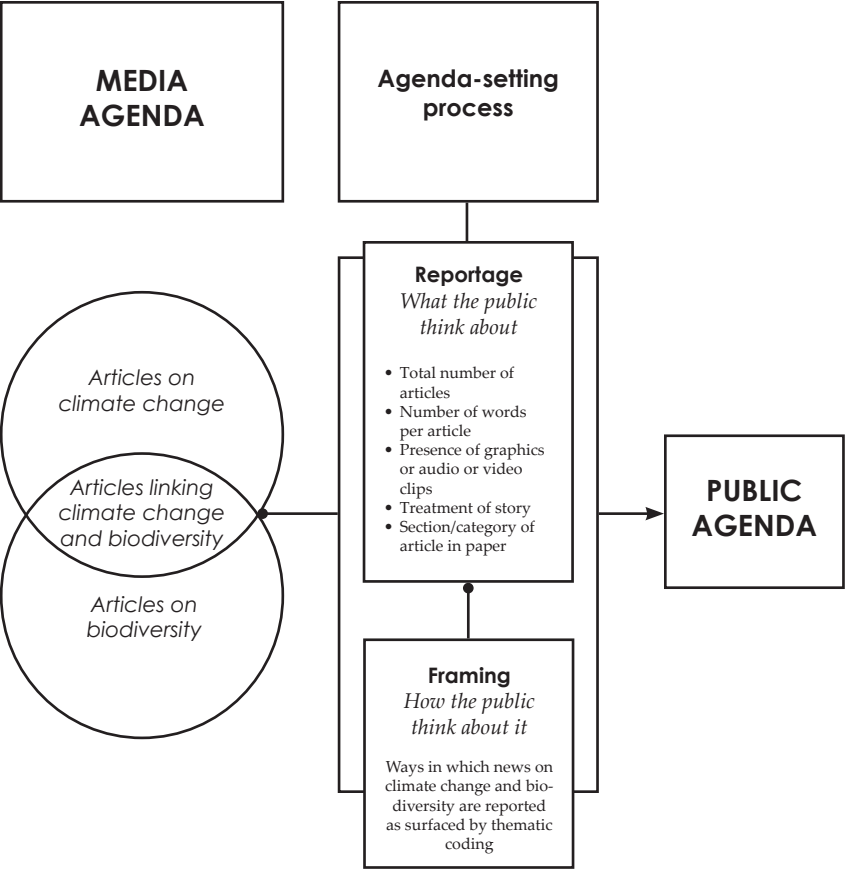 MEDIA
AGENDA
Agenda-setting
process
Articles on
climate change
Articles linking
climate change
and biodiversity
Articles on
biodiversity
Reportage
What the public
think about
• Total number of
articles
• Number of words
per article
• Presence of graphics
or audio or video
clips
• Treatment of story
• Section/category of
article in paper
Framing
How the public
think about it
Ways in which news on
climate change and bio-
diversity are reported
as surfaced by thematic
coding
PUBLIC
AGENDA